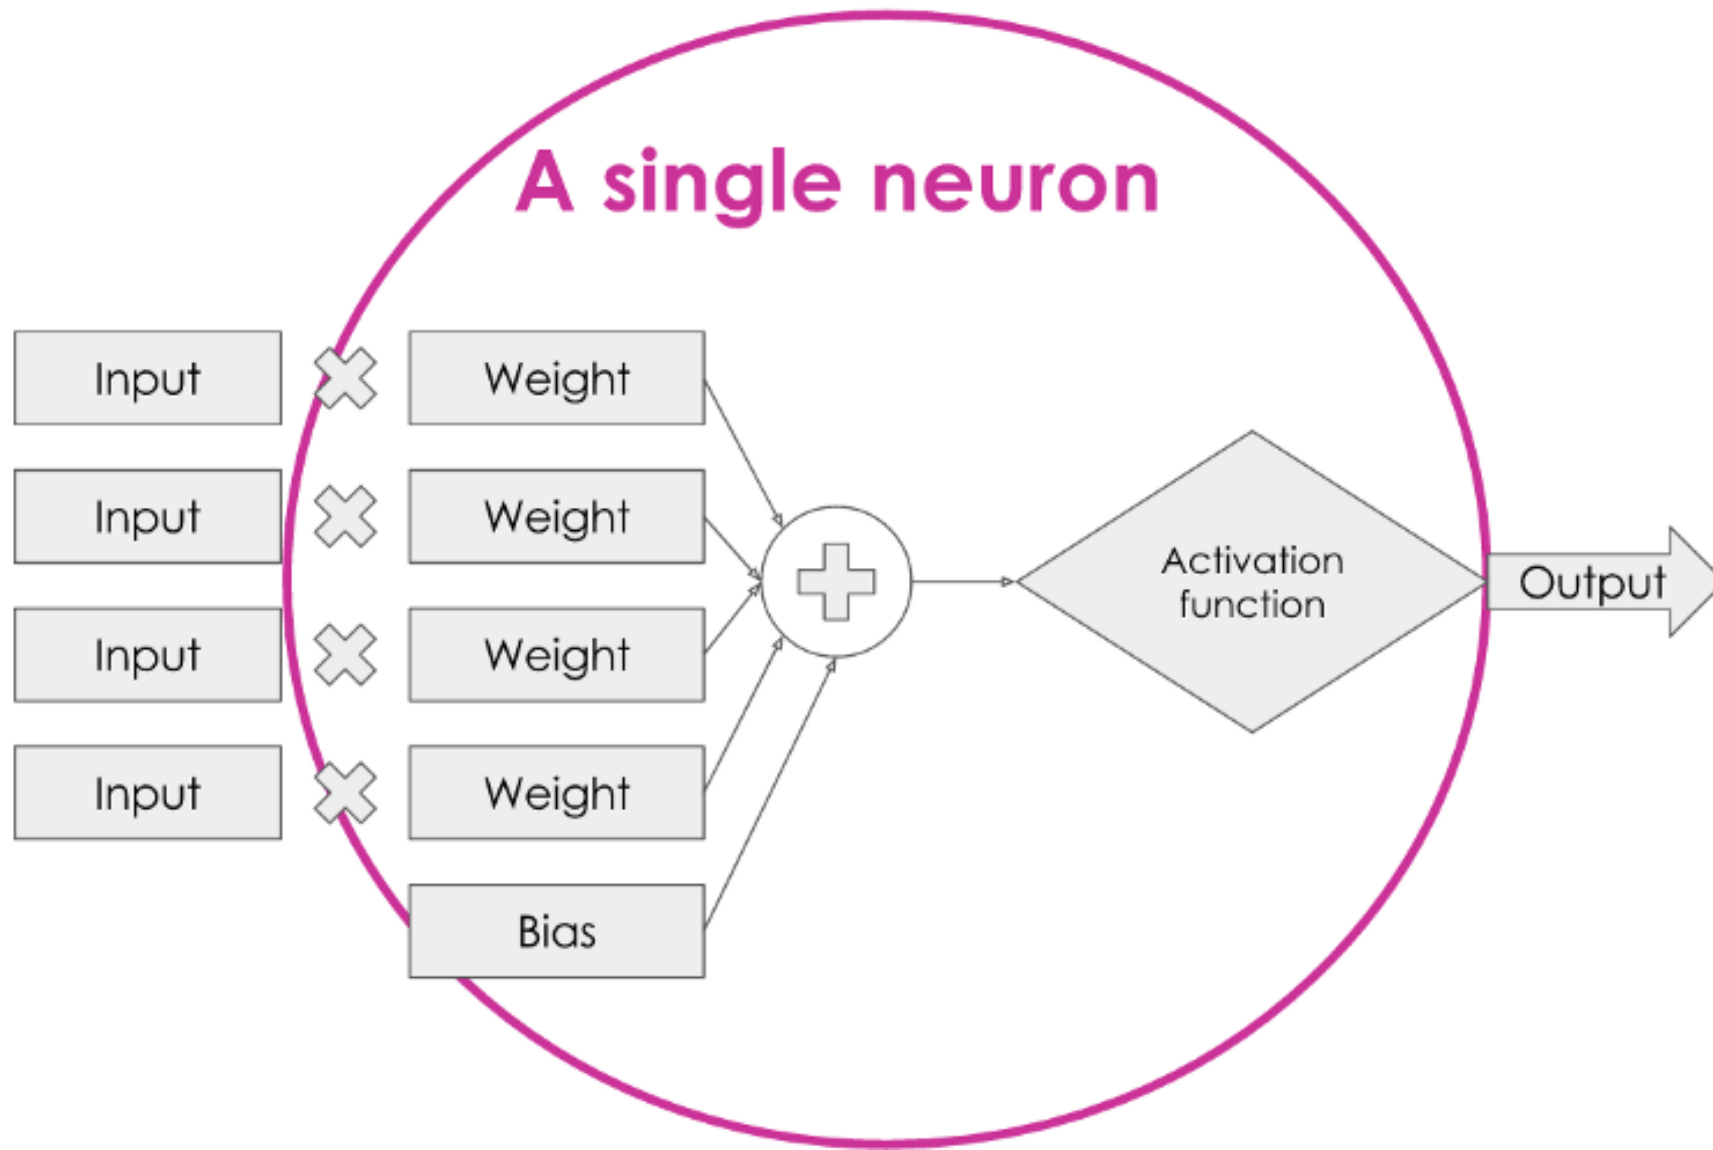 A single neuron
Input
Weight
Input
Weight
Input
Weight
Input
Weight
Bias
Activation
function
Output